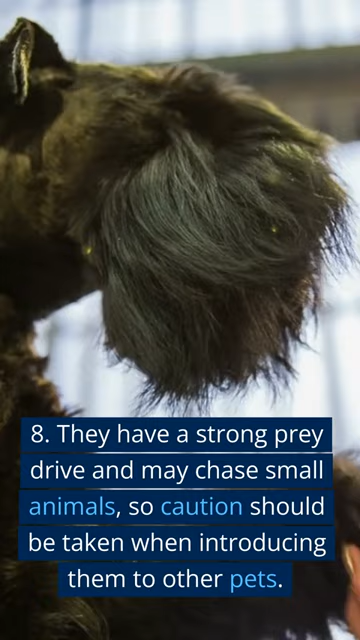 8. They have a strong prey
drive and may chase small
animals, so caution should
be taken when introducing
them to other pets.